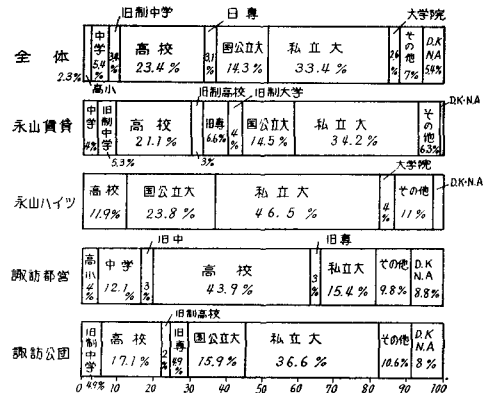 旧制中学
旧専
大学院
全体
中学
5.4%
3.4%
高校
23.4%
3.1%
国公立大
14.3%
私立大
33.4%
2.6%
その他
7%
D.K
N.A
5.4%
2.3%
高小
旧制高校
旧制大学
D.K・N.A
永山賃貸
中学
4%
旧制中学
5.3%
高校
21.1%
3%
旧専
6.6%
4%
国公立大
14.5%
私立大
34.2%
その他
6.3%
大学院
D.K・N.A
永山ハイツ
高校
11.9%
国公立大
23.8%
私立大
46.5%
4%
その他
11%
旧中
旧専
諏訪都営
高小
4%
中学
12.1%
3%
高校
43.9%
3%
私立大
15.4%
その他
9.8%
D.K
N.A
8.8%
旧制高校
諏訪公団
旧制中学
4.9%
高校
17.1%
2%
旧専
4.9%
国公立大
15.9%
私立大
36.6%
その他
10.6%
D.K
N.A
8%
0 10 20 30 40 50 60 70 80 90 100